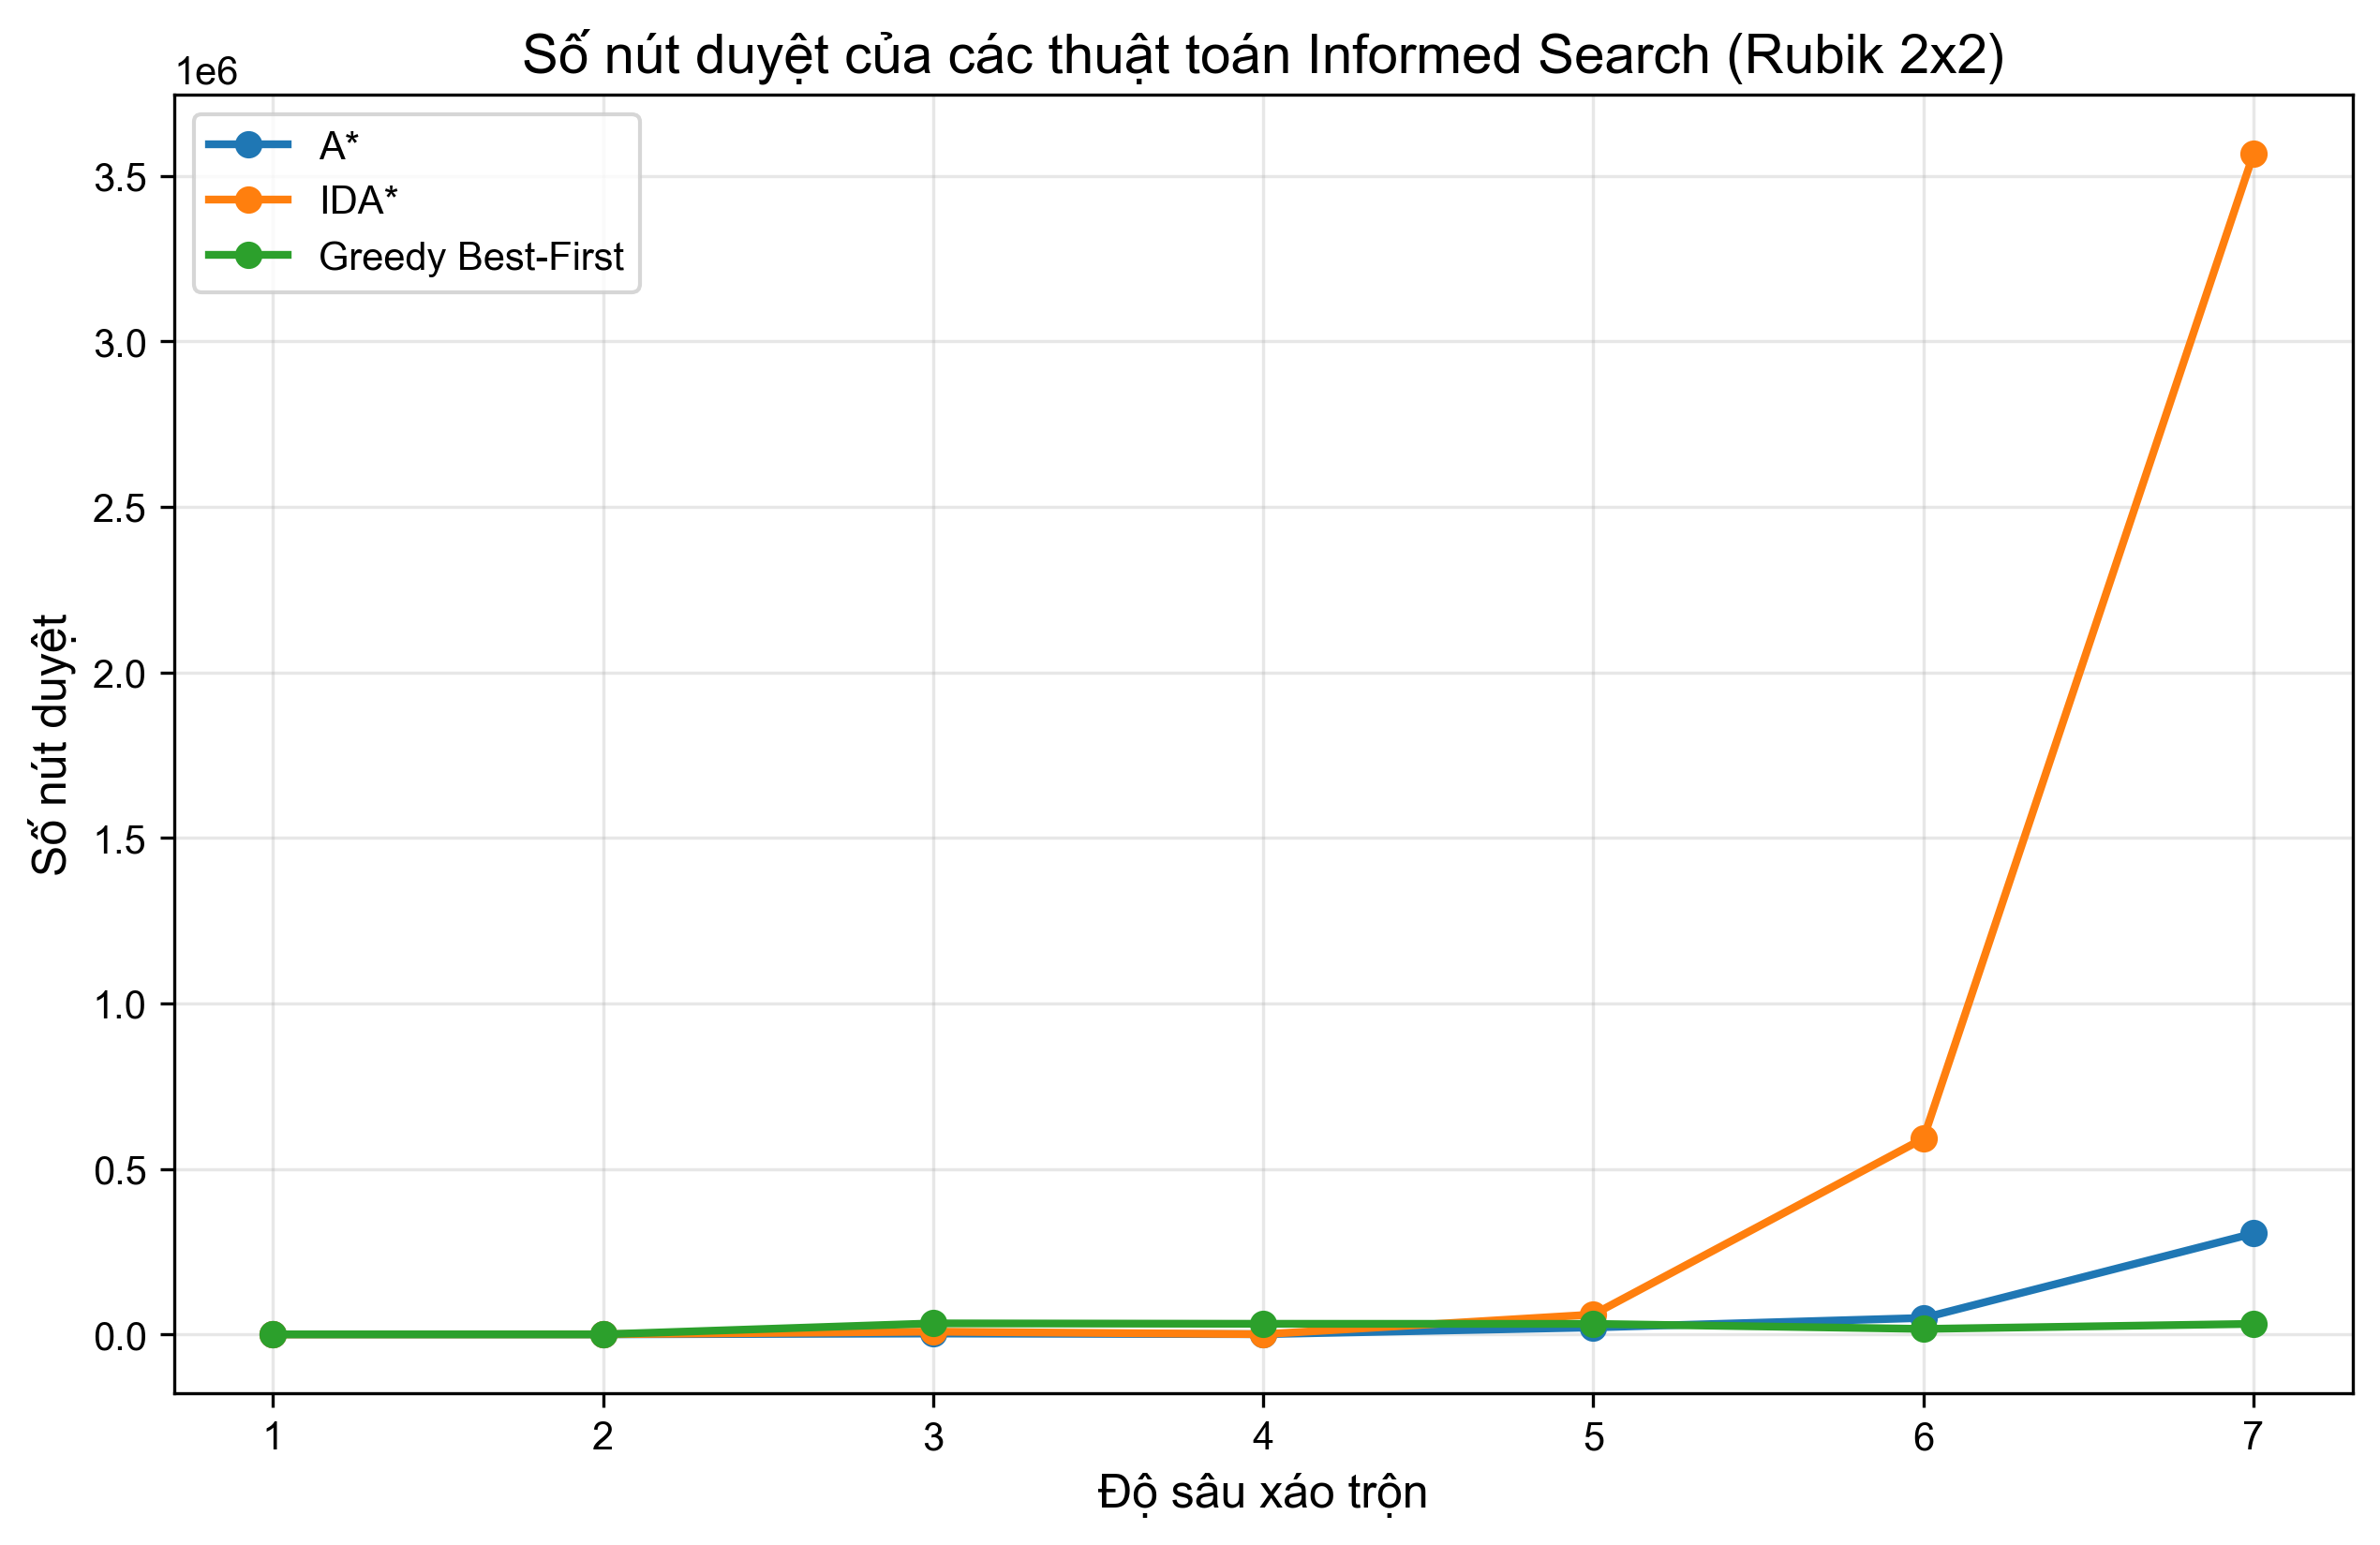 Số nút duyệt của các thuật toán Informed Search (Rubik 2x2)
1e6
A*
IDA*
Greedy Best-First
3.5
3.0
2.5
2.0
1.5
1.0
0.5
0.0
Số nút duyệt
1 2 3 4 5 6 7
Độ sâu xáo trộn